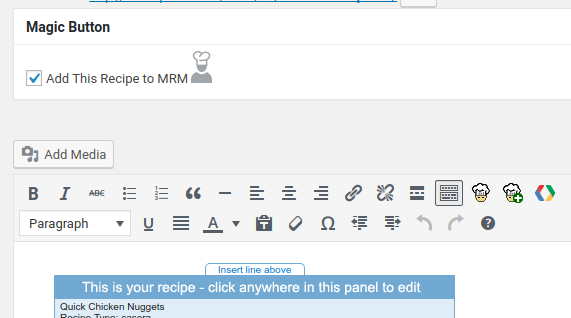 Magic Button
Add This Recipe to MRM
Add Media
B I ABC
Paragraph U A Ω ?
Insert line above
This is your recipe - click anywhere in this panel to edit
Quick Chicken Nuggets
Recipe Type: casera